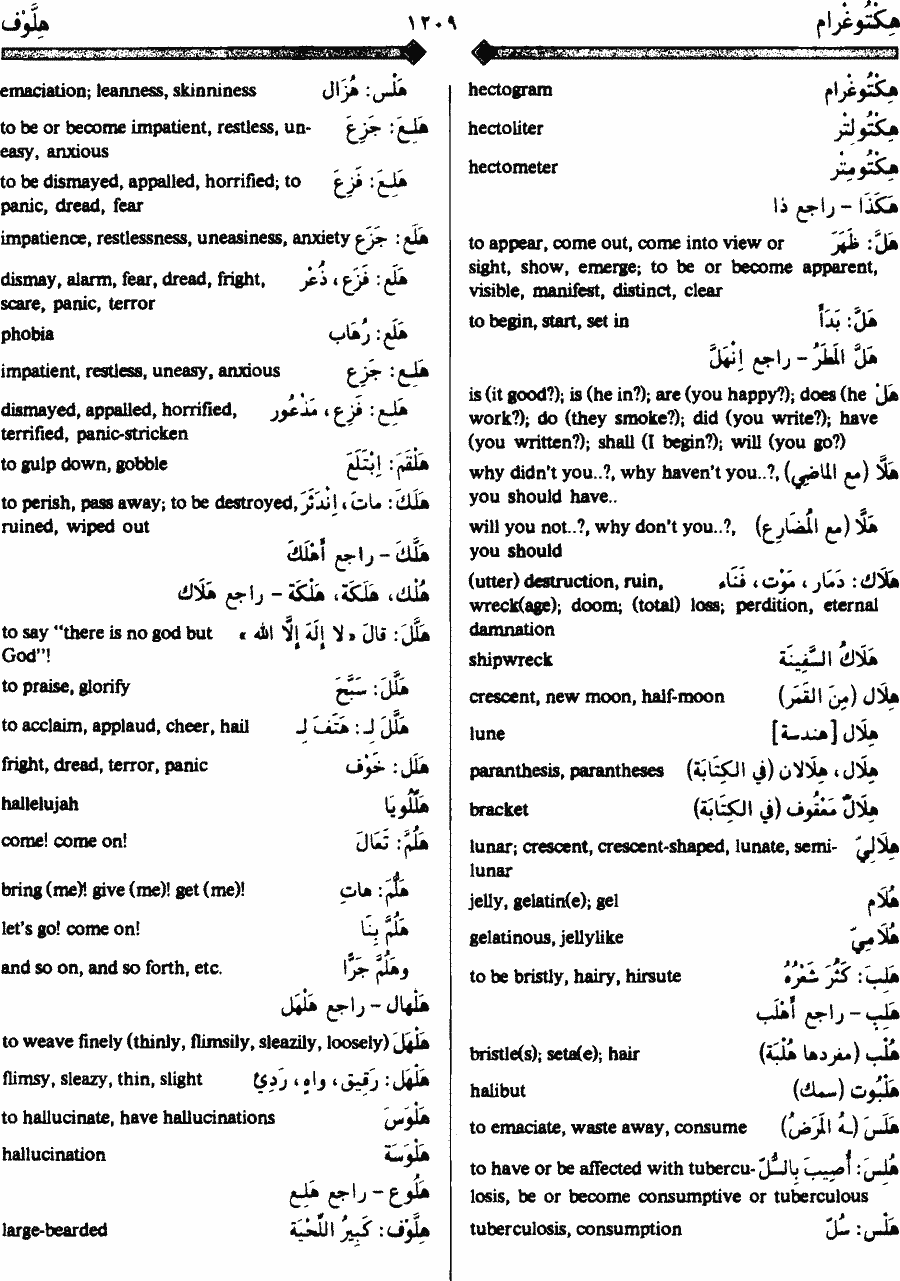 هِكْتُوغْرام ١٢٠٩ هِلَّوْف
hectogram هِكْتُوغْرام
hectoliter هِكْتُولِتْر
hectometer هِكْتُومِتْر
هَكَذَا – راجع ذا
to appear, come out, come into view or هَلَّ: ظَهَرَ
sight, show, emerge; to be or become apparent,
visible, manifest, distinct, clear
to begin, start, set in هَلَّ: بَدَأَ
هَلَّ المَطَرُ – راجع اِنْهَلَّ
is (it good?); is (he in?); are (you happy?); does (he هَلْ
work?); do (they smoke?); did (you write?); have
(you written?); shall (I begin?); will (you go?)
why didn't you..?, why haven't you..?, هَلَّا (مع الماضِي)
you should have..
will you not..?, why don't you..?, هَلَّا (مع المُضَارِع)
you should
(utter) destruction, ruin, هَلَاك: دَمَار، مَوْت، فَنَاء
wreck(age); doom; (total) loss; perdition, eternal
damnation
shipwreck هَلَاكُ السَّفِينَة
crescent, new moon, half-moon هِلَال (مِنَ القَمَر)
lune هِلَال [هندسة]
paranthesis, parantheses هِلَال، هِلَالان (في الكِتَابَة)
bracket هِلَالٌ مَعْقُوف (في الكِتَابَة)
lunar; crescent, crescent-shaped, lunate, semi- هِلَالِيّ
lunar
jelly, gelatin(e); gel هُلَام
gelatinous, jellylike هُلَامِيّ
to be bristly, hairy, hirsute هَلِبَ: كَثُرَ شَعْرُهُ
هَلِب – راجع أَهْلَب
bristle(s); seta(e); hair هُلْب (مفردها هُلْبَة)
halibut هَلْبُوت (سمك)
to emaciate, waste away, consume هَلَسَ (ـهُ المَرَضُ)
to have or be affected with tubercu- هُلِسَ: أُصِيبَ بِالسُّلّ
losis, be or become consumptive or tuberculous
tuberculosis, consumption هَلْس: سُلّ
emaciation; leanness, skinniness هَلْس: هُزَال
to be or become impatient, restless, un- هَلِعَ: جَزِعَ
easy, anxious
to be dismayed, appalled, horrified; to هَلِعَ: فَزِعَ
panic, dread, fear
impatience, restlessness, uneasiness, anxiety هَلَع: جَزَع
dismay, alarm, fear, dread, fright, هَلَع: فَزَع، ذُعْر
scare, panic, terror
phobia هَلَع: رُهَاب
impatient, restless, uneasy, anxious هَلِع: جَزِع
dismayed, appalled, horrified, هَلِع: فَزِع، مَذْعُور
terrified, panic-stricken
to gulp down, gobble هَلْقَمَ: اِبْتَلَعَ
to perish, pass away; to be destroyed, هَلَكَ: مات، اِنْدَثَرَ
ruined, wiped out
هَلَّكَ – راجع أَهْلَكَ
هُلْك، هَلَكَة، هَلْكَة – راجع هَلَاك
to say "there is no god but هَلَّلَ: قالَ « لا إِلَهَ إِلَّا الله »
God"!
to praise, glorify هَلَّلَ: سَبَّحَ
to acclaim, applaud, cheer, hail هَلَّلَ لِـ: هَتَفَ لِـ
fright, dread, terror, panic هَلَل: خَوْف
hallelujah هَلِّلُويَا
come! come on! هَلُمَّ: تَعَالَ
bring (me)! give (me)! get (me)! هَلُمَّ: هاتِ
let's go! come on! هَلُمَّ بِنَا
and so on, and so forth, etc. وهَلُمَّ جَرًّا
هَلْهال – راجع هَلْهَل
to weave finely (thinly, flimsily, sleazily, loosely) هَلْهَلَ
flimsy, sleazy, thin, slight هَلْهَل: رَقِيق، واهٍ، رَدِيْ
to hallucinate, have hallucinations هَلْوَسَ
hallucination هَلْوَسَة
هَلُوع – راجع هَلِع
large-bearded هِلَّوْف: كَبِيرُ اللِّحْيَة